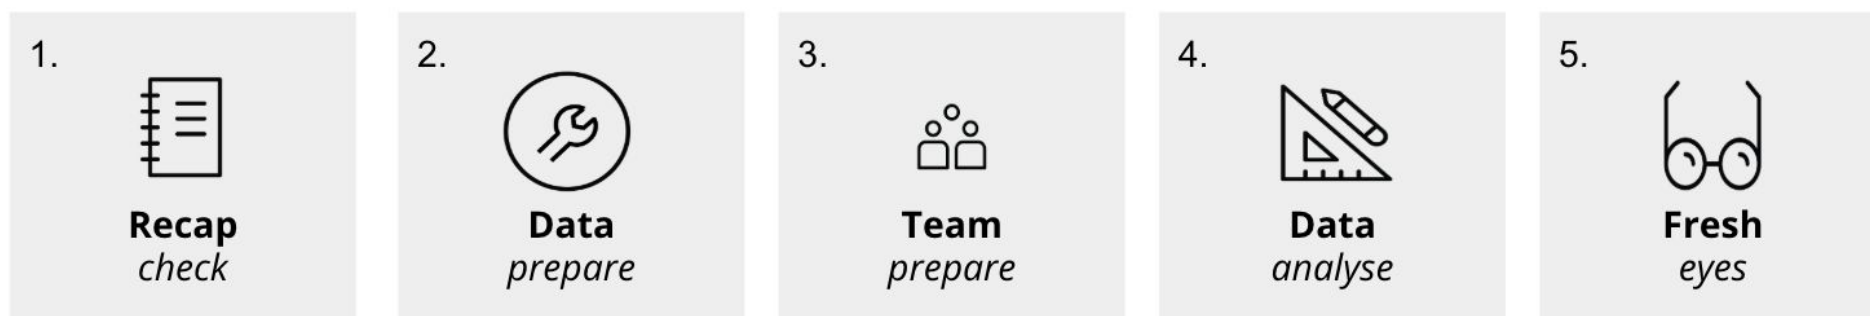 1.
Recap
check
2.
Data
prepare
3.
Team
prepare
4.
Data
analyse
5.
Fresh
eyes